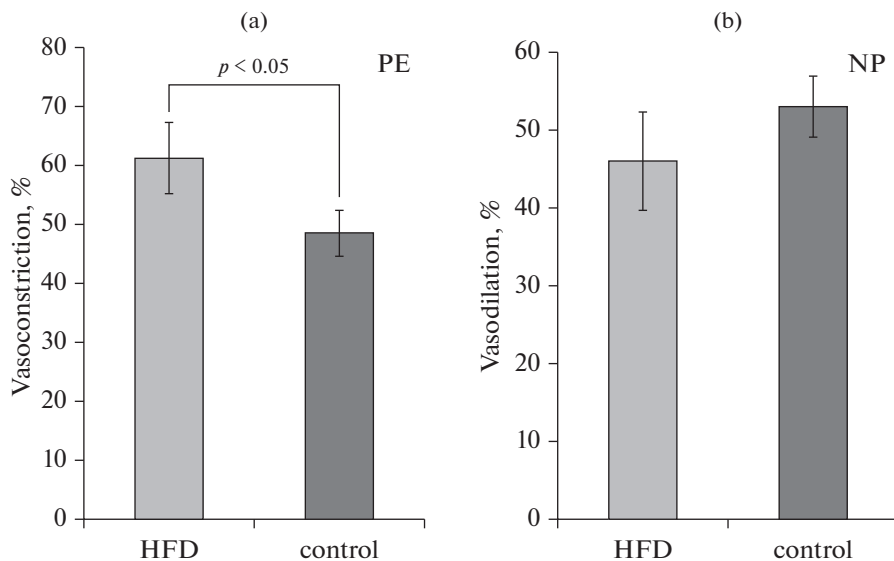 (a)
PE
p < 0.05
Vasoconstriction, %
80
70
60
50
40
30
20
10
0
HFD control
(b)
NP
Vasodilation, %
60
50
40
30
20
10
0
HFD control